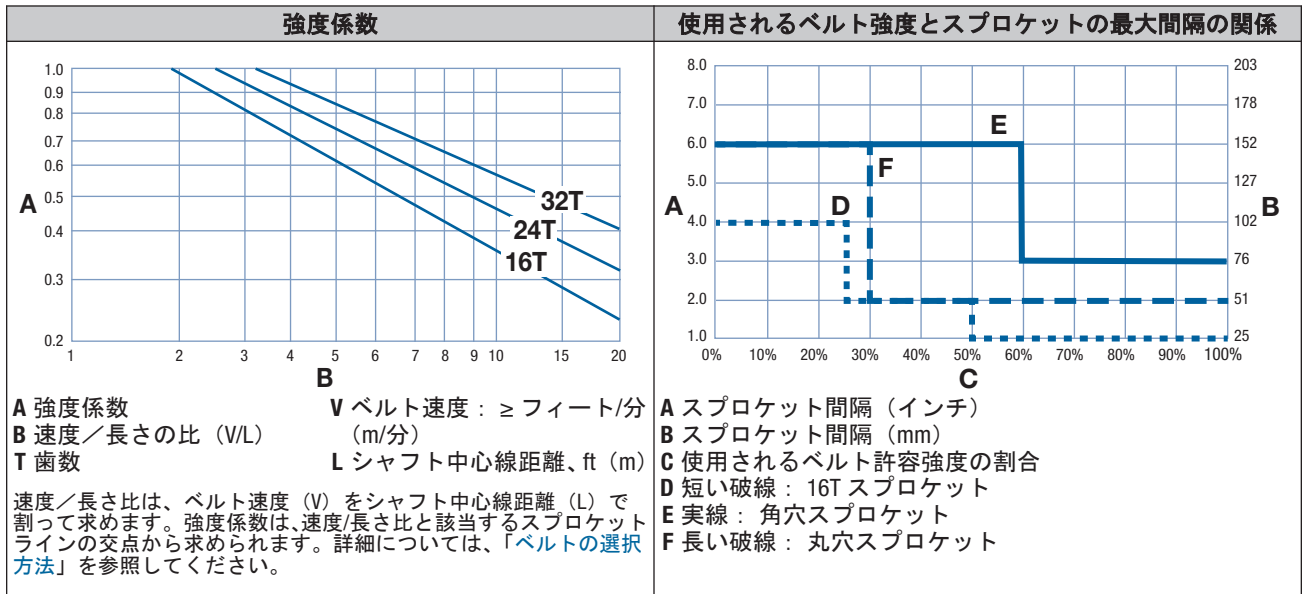 強度係数
1.0
0.9
0.8
0.7
0.6
0.5
0.4
0.3
0.2
A
32T
24T
16T
1 2 3 4 5 6 7 8 9 10 15 20
B
A 強度係数
B 速度／長さの比（V/L）
T 歯数
V ベルト速度： ≥ フィート/分
（m/分）
L シャフト中心線距離、ft（m）
速度／長さ比は、ベルト速度（V）をシャフト中心線距離（L）で
割って求めます。強度係数は、速度/長さ比と該当するスプロケット
ラインの交点から求められます。詳細については、「ベルトの選択
方法」を参照してください。
使用されるベルト強度とスプロケットの最大間隔の関係
8.0
7.0
6.0
5.0
4.0
3.0
2.0
1.0
A
E
F
D
203
178
152
127
102
76
51
25
B
0% 10% 20% 30% 40% 50% 60% 70% 80% 90% 100%
C
A スプロケット間隔（インチ）
B スプロケット間隔（mm）
C 使用されるベルト許容強度の割合
D 短い破線： 16T スプロケット
E 実線： 角穴スプロケット
F 長い破線： 丸穴スプロケット